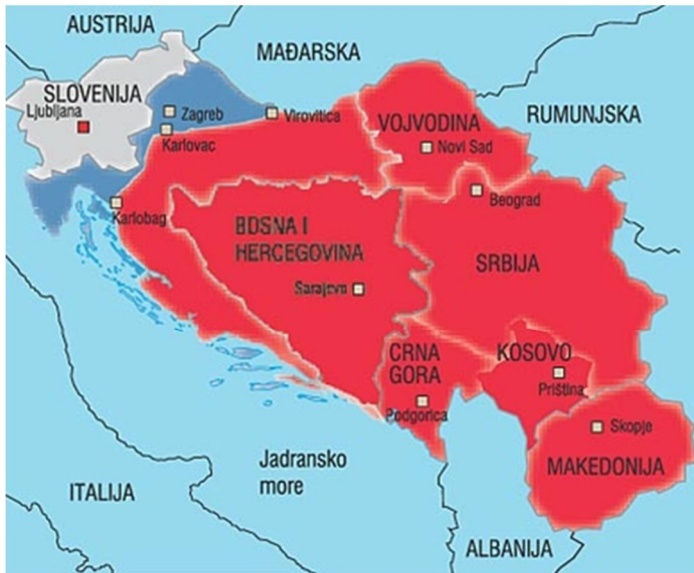 AUSTRIJA
MAĐARSKA
SLOVENIJA
Ljubljana
Zagreb
Virovitica
Karlovac
VOJVODINA
Novi Sad
RUMUNJSKA
Karlobag
Beograd
BOSNA I
HERCEGOVINA
Sarajevo
SRBIJA
CRNA
GORA
KOSOVO
Priština
Podgorica
Skopje
MAKEDONIJA
Jadransko
more
ITALIJA
ALBANIJA